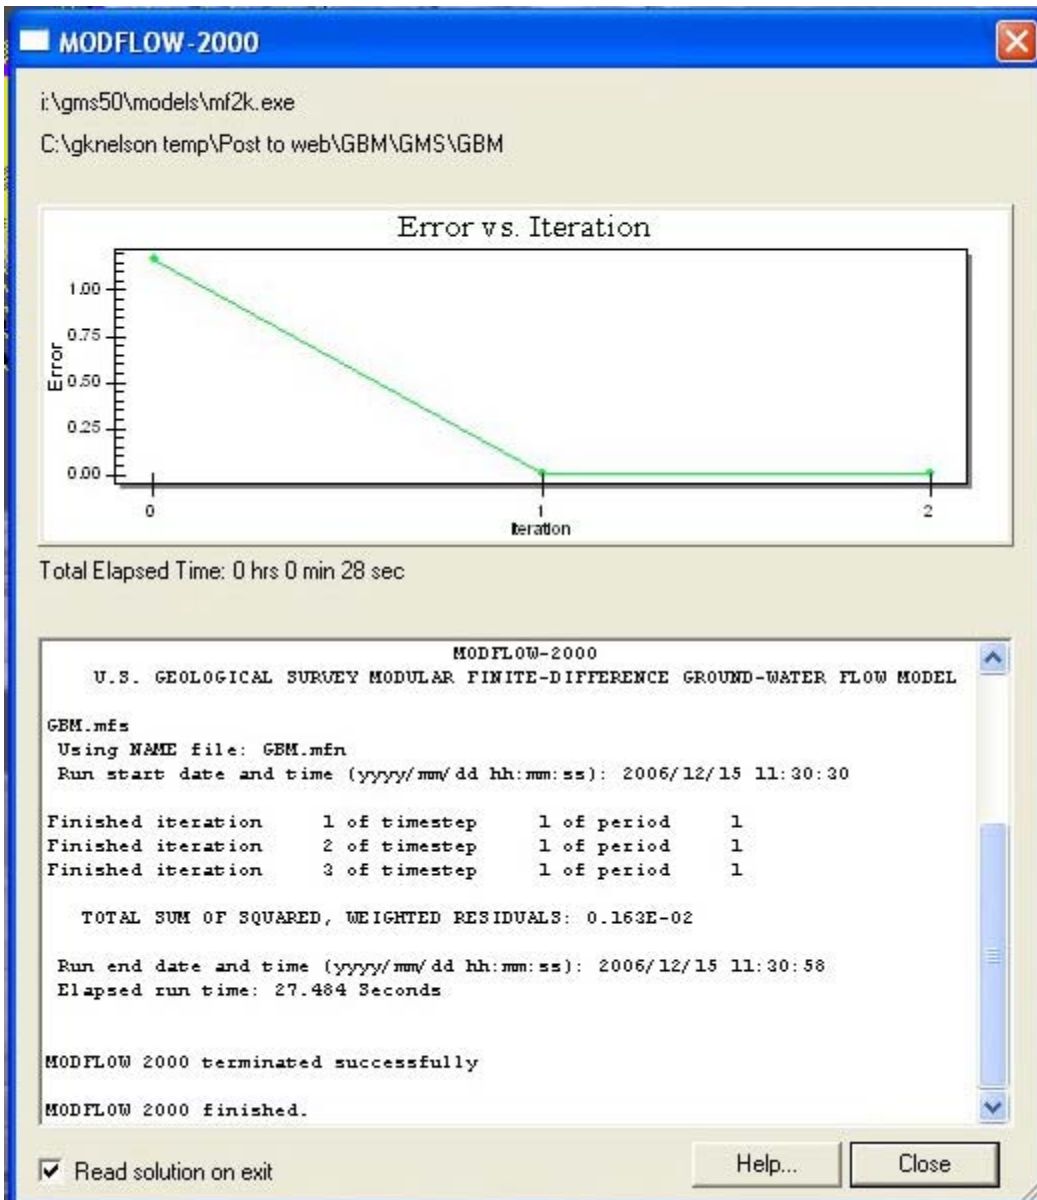 MODFLOW-2000
i:\gms50\models\mf2k.exe
C:\gknelson temp\Post to web\GBM\GMS\GBM
Error vs. Iteration
1.00
0.75
0.50
0.25
0.00
Error
0 1 2
Iteration
Total Elapsed Time: 0 hrs 0 min 28 sec
MODFLOW-2000
U.S. GEOLOGICAL SURVEY MODULAR FINITE-DIFFERENCE GROUND-WATER FLOW MODEL
GBM.mfs
Using NAME file: GBM.mfn
Run start date and time (yyyy/mm/dd hh:mm:ss): 2006/12/15 11:30:30
Finished iteration 1 of timestep 1 of period 1
Finished iteration 2 of timestep 1 of period 1
Finished iteration 3 of timestep 1 of period 1
TOTAL SUM OF SQUARED, WEIGHTED RESIDUALS: 0.163E-02
Run end date and time (yyyy/mm/dd hh:mm:ss): 2006/12/15 11:30:58
Elapsed run time: 27.484 Seconds
MODFLOW 2000 terminated successfully
MODFLOW 2000 finished.
Read solution on exit
Help... Close